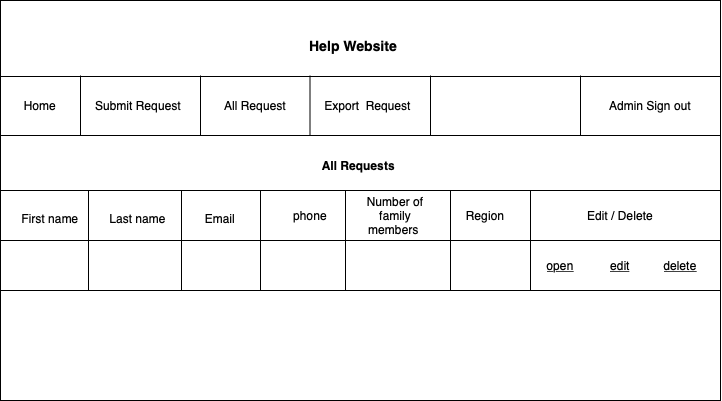 Help Website
Home
Submit Request
All Request
Export  Request
Admin Sign out
All Requests
First name
Last name
Email
phone
Number of
family
members
Region
Edit / Delete
open
edit
delete